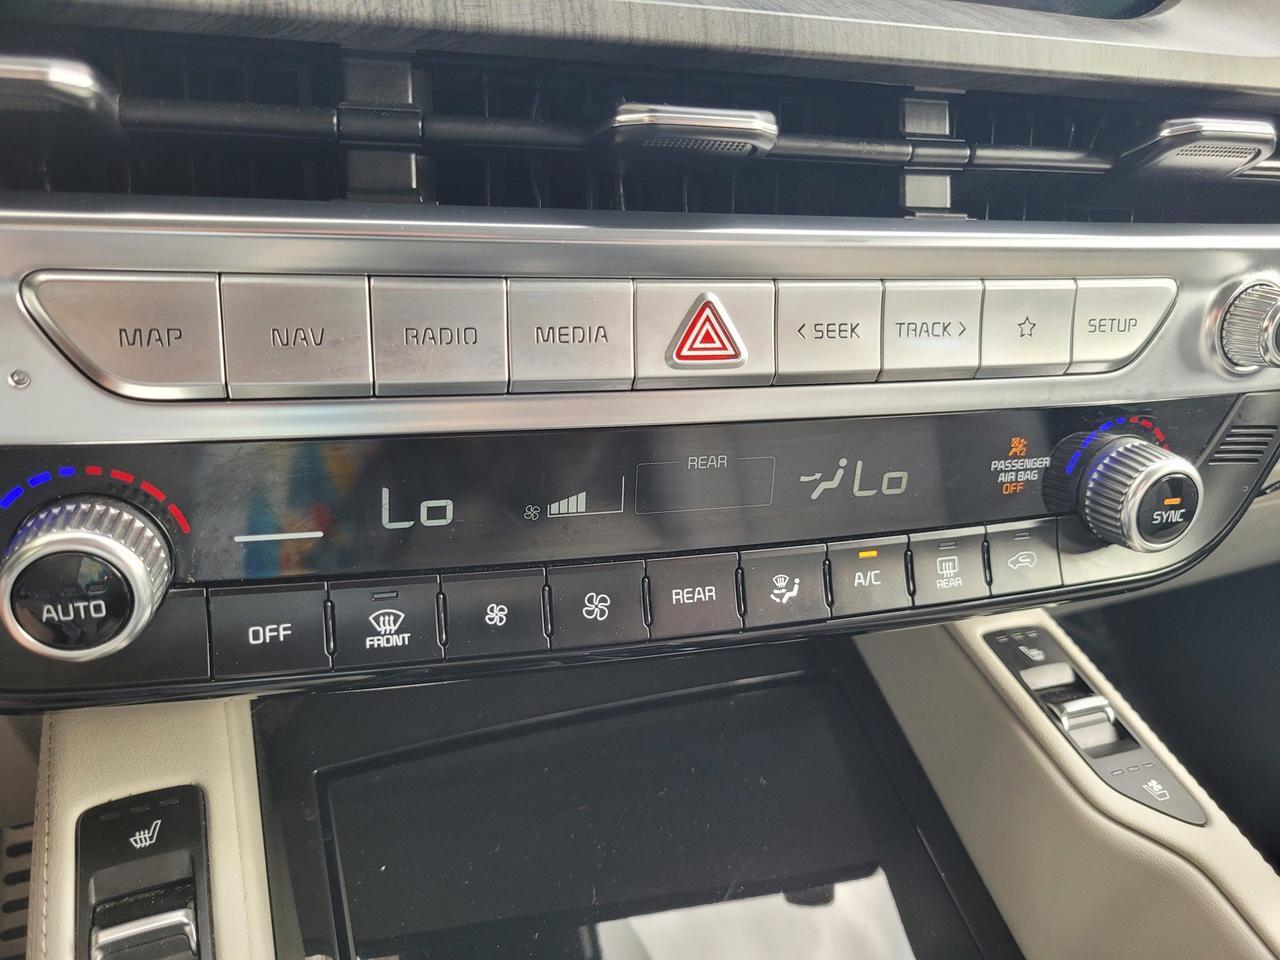 MAP
NAV
RADIO
MEDIA
< SEEK
TRACK >
SETUP
Lo
REAR
Lo
PASSENGER
AIR BAG
OFF
SYNC
AUTO
OFF
FRONT
REAR
A/C
REAR